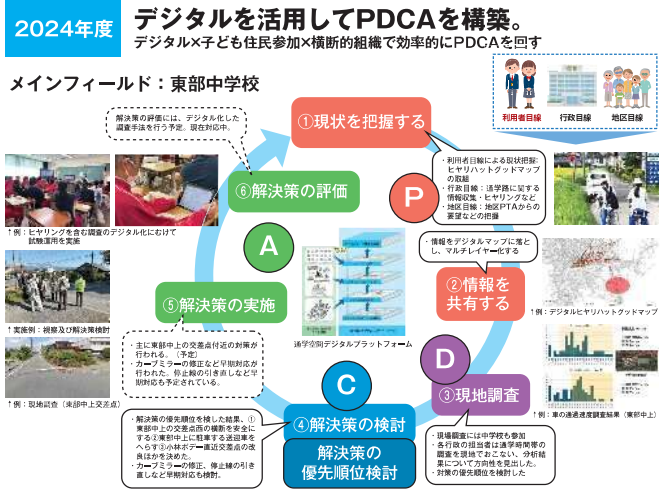 2024年度
デジタルを活用してPDCAを構築。
デジタル×子ども住民参加×横断的組織で効率的にPDCAを回す
メインフィールド：東部中学校
利用者目線
行政目線
地区目線
解決策の評価には、デジタル化した
調査手法を行う予定。現在対応中。
①現状を把握する
・利用者目線による現状把握:
ヒヤリハットグッドマップ
の取組
・行政目線：通学路に関する
情報収集・ヒヤリングなど
・地区目線：地区PTAからの
要望などの把握
P
⑥解決策の評価
↑例：ヒヤリングを含む調査のデジタル化にむけて
試験運用を実施
A
・情報をデジタルマップに落と
し、マルチレイヤー化する
②情報を
共有する
↑例：デジタルヒヤリハットグッドマップ
⑤解決策の実施
↑実施例：視察及び解決策検討
通学空間デジタルプラットフォーム
・主に東部中上の交差点付近の対策が
行われる。（予定）
・カーブミラーの修正など早期対応が
行われた。停止線の引き直しなど早
期対応も予定されている。
↑例：現地調査（東部中上交差点）
D
③現地調査
↑例：車の通過速度調査結果（東部中上）
C
④解決策の検討
解決策の
優先順位検討
・解決策の優先順位を検した結果、①
東部中上の交差点西の横断を安全に
する②東部中上に駐車する送迎車を
へらす③小林ボデー直近交差点の改
良ほかを決めた。
・カーブミラーの修正、停止線の引き
直しなど早期対応も検討。
・現場調査には中学校も参加
・各行政の担当者は通学時間帯の
調査を現地でおこない、分析結
果について方向性を見出した。
・対策の優先順位を検討した